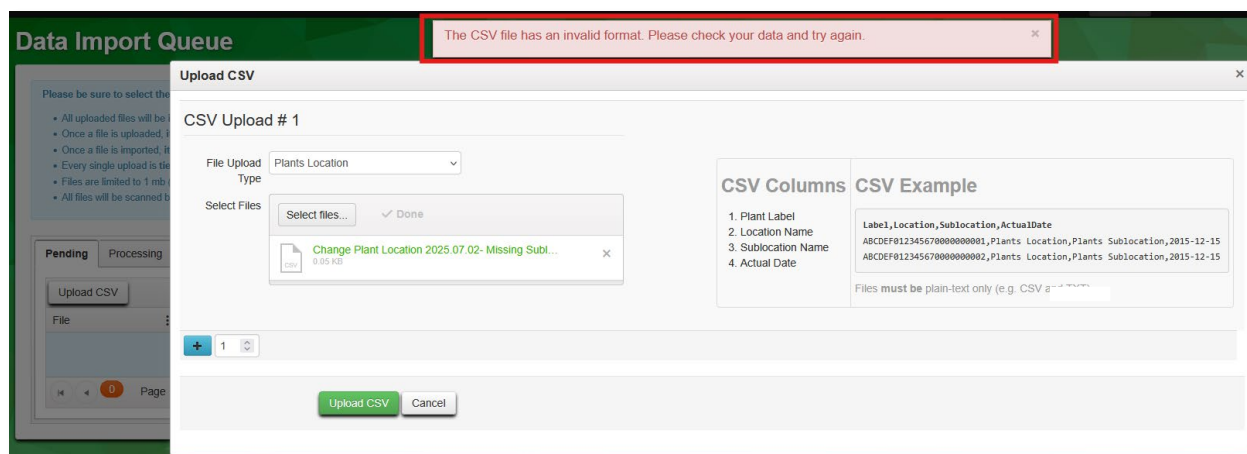 Data Import Queue
The CSV file has an invalid format. Please check your data and try again.
×
Upload CSV
×
Please be sure to select the
• All uploaded files will be
• Once a file is uploaded,
• Once a file is imported, it
• Every single upload is tie
• Files are limited to 1 mb
• All files will be scanned b
CSV Upload # 1
File Upload Type
Plants Location
Select Files
Select files...
✓ Done
CSV
Change Plant Location 2025.07.02- Missing Subl...
0.05 KB
×
CSV Columns
1. Plant Label
2. Location Name
3. Sublocation Name
4. Actual Date
CSV Example
Label,Location,Sublocation,ActualDate
ABCDEF012345670000000001,Plants Location,Plants Sublocation,2015-12-15
ABCDEF012345670000000002,Plants Location,Plants Sublocation,2015-12-15
Files must be plain-text only (e.g. CSV
Pending
Processing
Upload CSV
File
+
1
0
Page
Upload CSV
Cancel